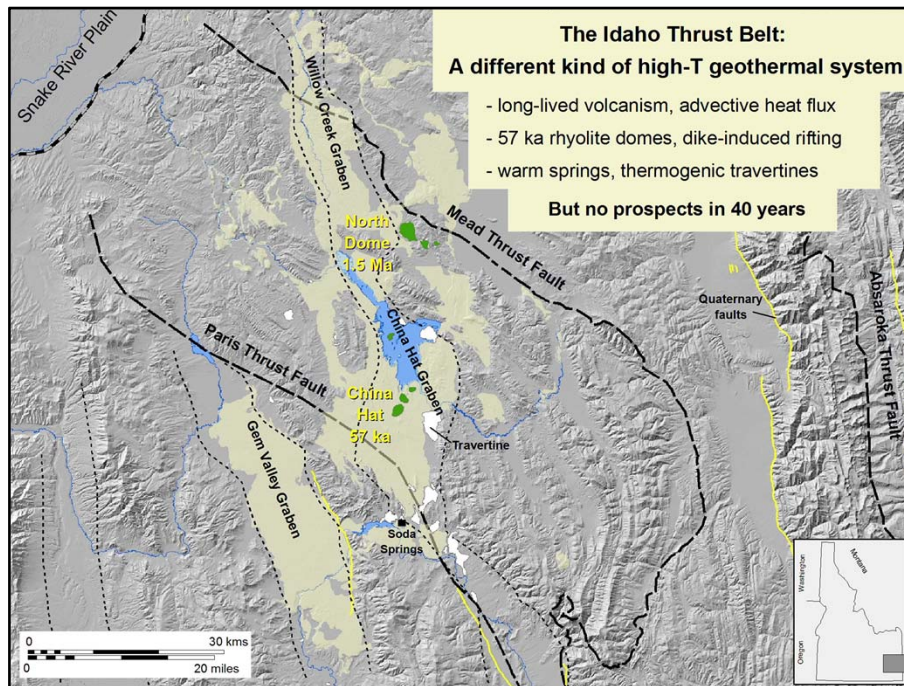 The Idaho Thrust Belt:
A different kind of high-T geothermal system
- long-lived volcanism, advective heat flux
- 57 ka rhyolite domes, dike-induced rifting
- warm springs, thermogenic travertines
But no prospects in 40 years
Snake River Plain
Willow Creek Graben
North
Dome
1.5 Ma
Mead Thrust Fault
Quaternary
faults
Absaroka Thrust Fault
Paris Thrust Fault
China Hat Graben
China
Hat
57 ka
Travertine
Gem Valley Graben
Soda
Springs
0 30 kms
0 20 miles
Washington
Montana
Oregon